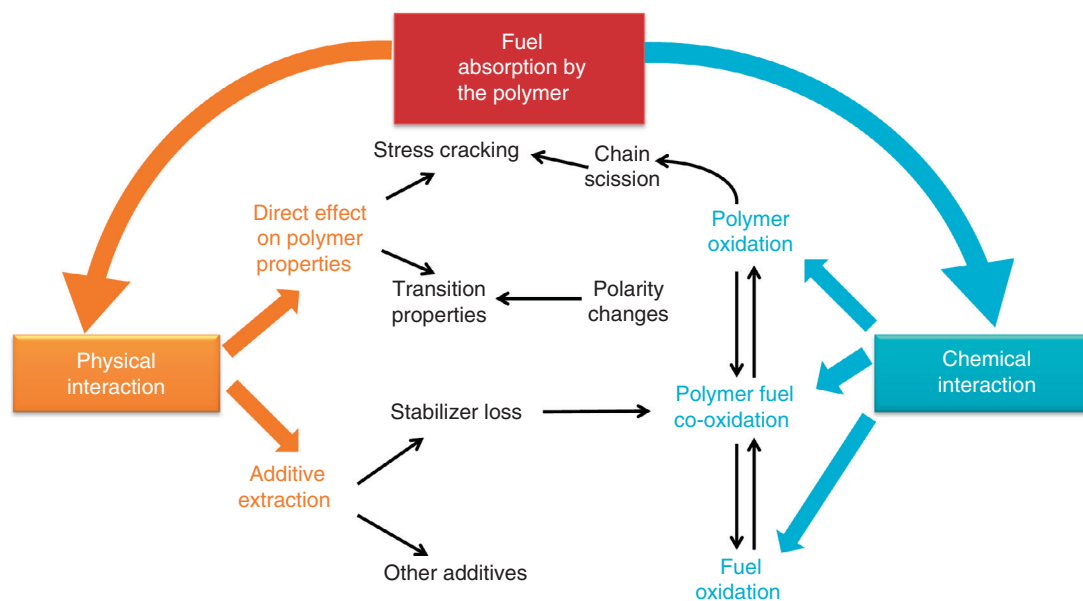 Fuel
absorption by
the polymer
Stress cracking
Chain
scission
Direct effect
on polymer
properties
Polymer
oxidation
Transition
properties
Polarity
changes
Physical
interaction
Chemical
interaction
Stabilizer loss
Polymer fuel
co-oxidation
Additive
extraction
Other additives
Fuel
oxidation